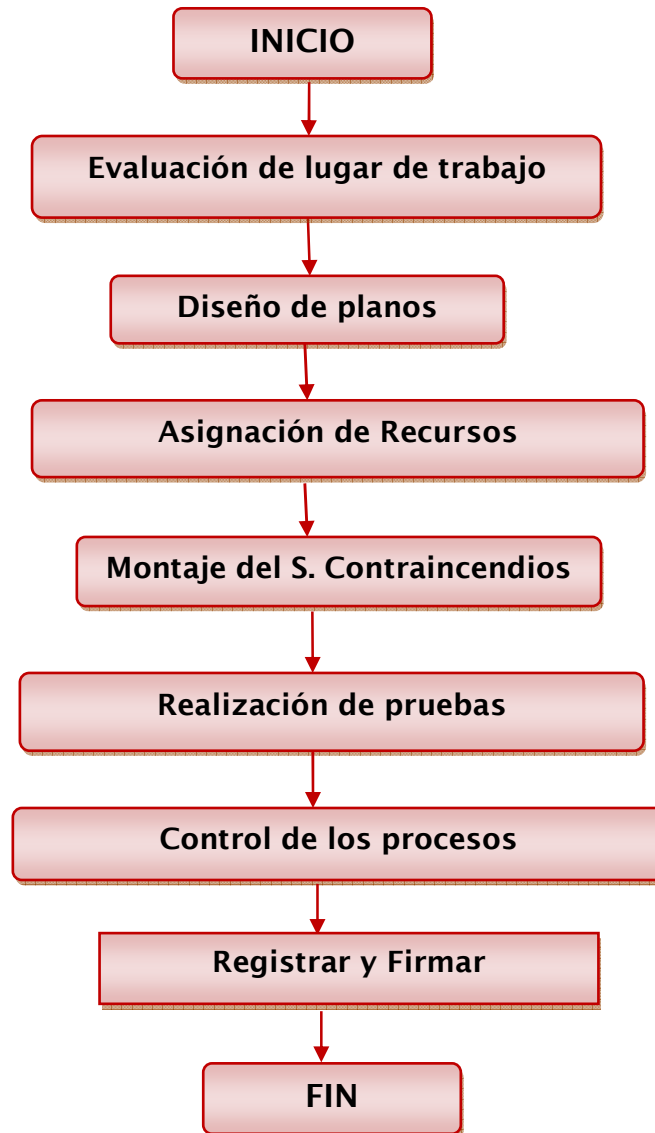 INICIO
Evaluación de lugar de trabajo
Diseño de planos
Asignación de Recursos
Montaje del S. Contraincendios
Realización de pruebas
Control de los procesos
Registrar y Firmar
FIN